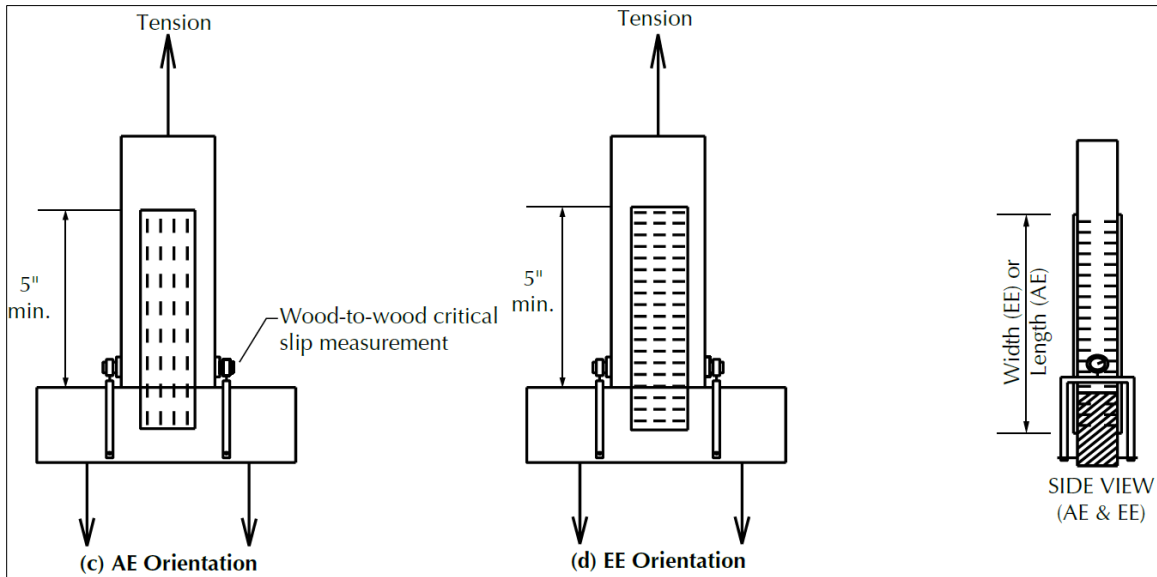 Tension
Tension
5"
min.
Wood-to-wood critical
slip measurement
5"
min.
Width (EE) or
Length (AE)
(c) AE Orientation
(d) EE Orientation
SIDE VIEW
(AE & EE)